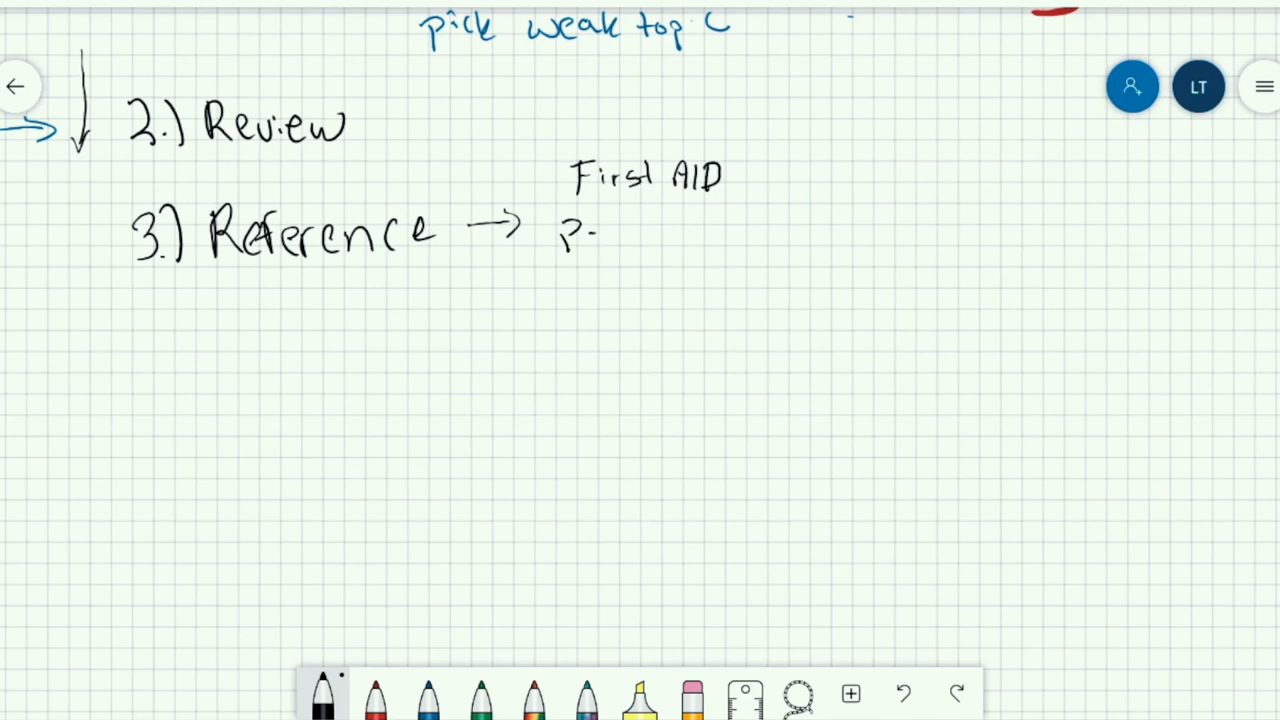 pick weak topic
2.) Review
First AID
3.) Reference → P-
LT